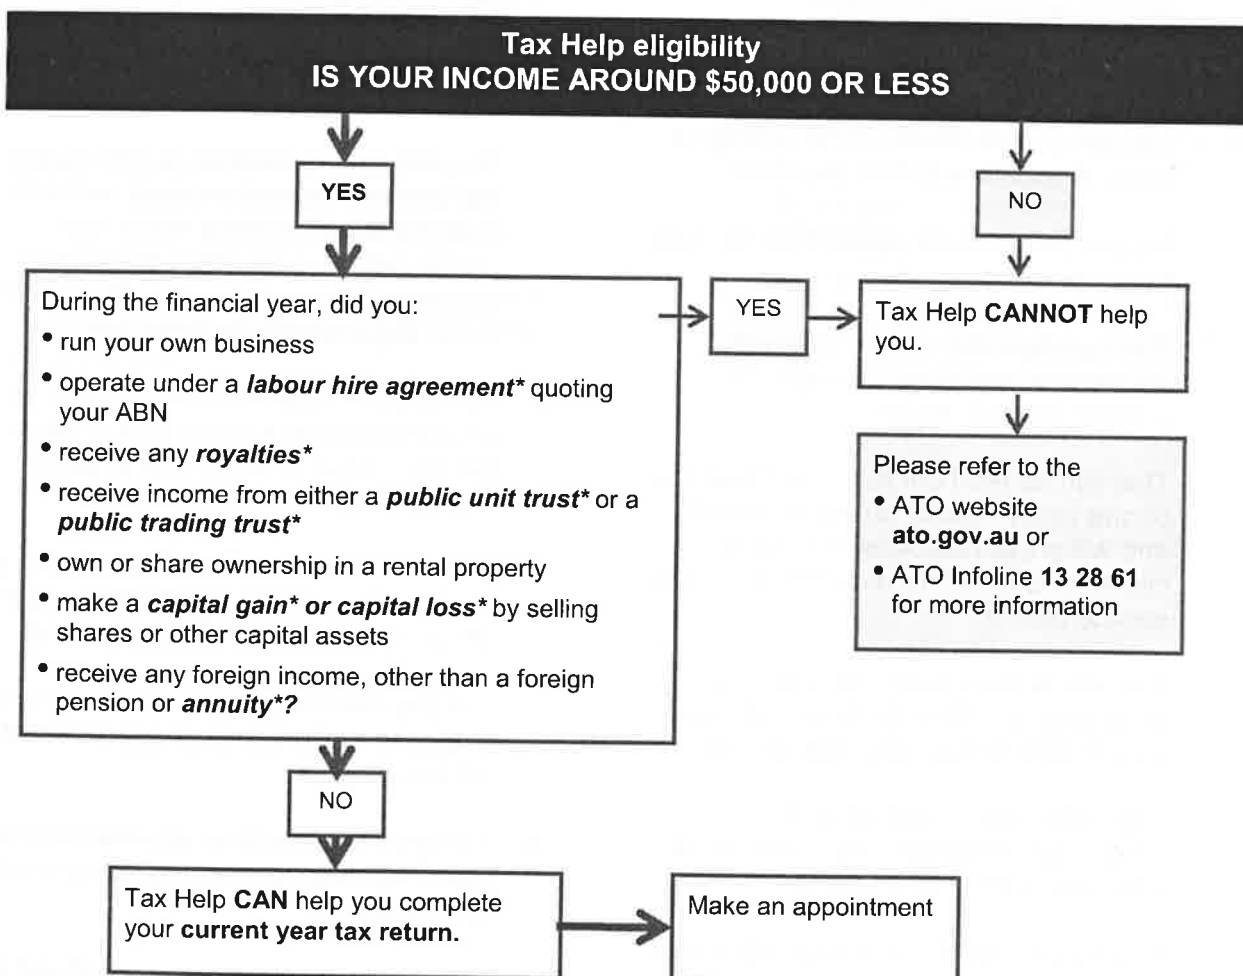 Tax Help eligibility
IS YOUR INCOME AROUND $50,000 OR LESS
YES
NO
During the financial year, did you:
• run your own business
• operate under a labour hire agreement* quoting
your ABN
• receive any royalties*
• receive income from either a public unit trust* or a
public trading trust*
• own or share ownership in a rental property
• make a capital gain* or capital loss* by selling
shares or other capital assets
• receive any foreign income, other than a foreign
pension or annuity*?
YES
Tax Help CANNOT help
you.
Please refer to the
• ATO website
ato.gov.au or
• ATO Infoline 13 28 61
for more information
NO
Tax Help CAN help you complete
your current year tax return.
Make an appointment